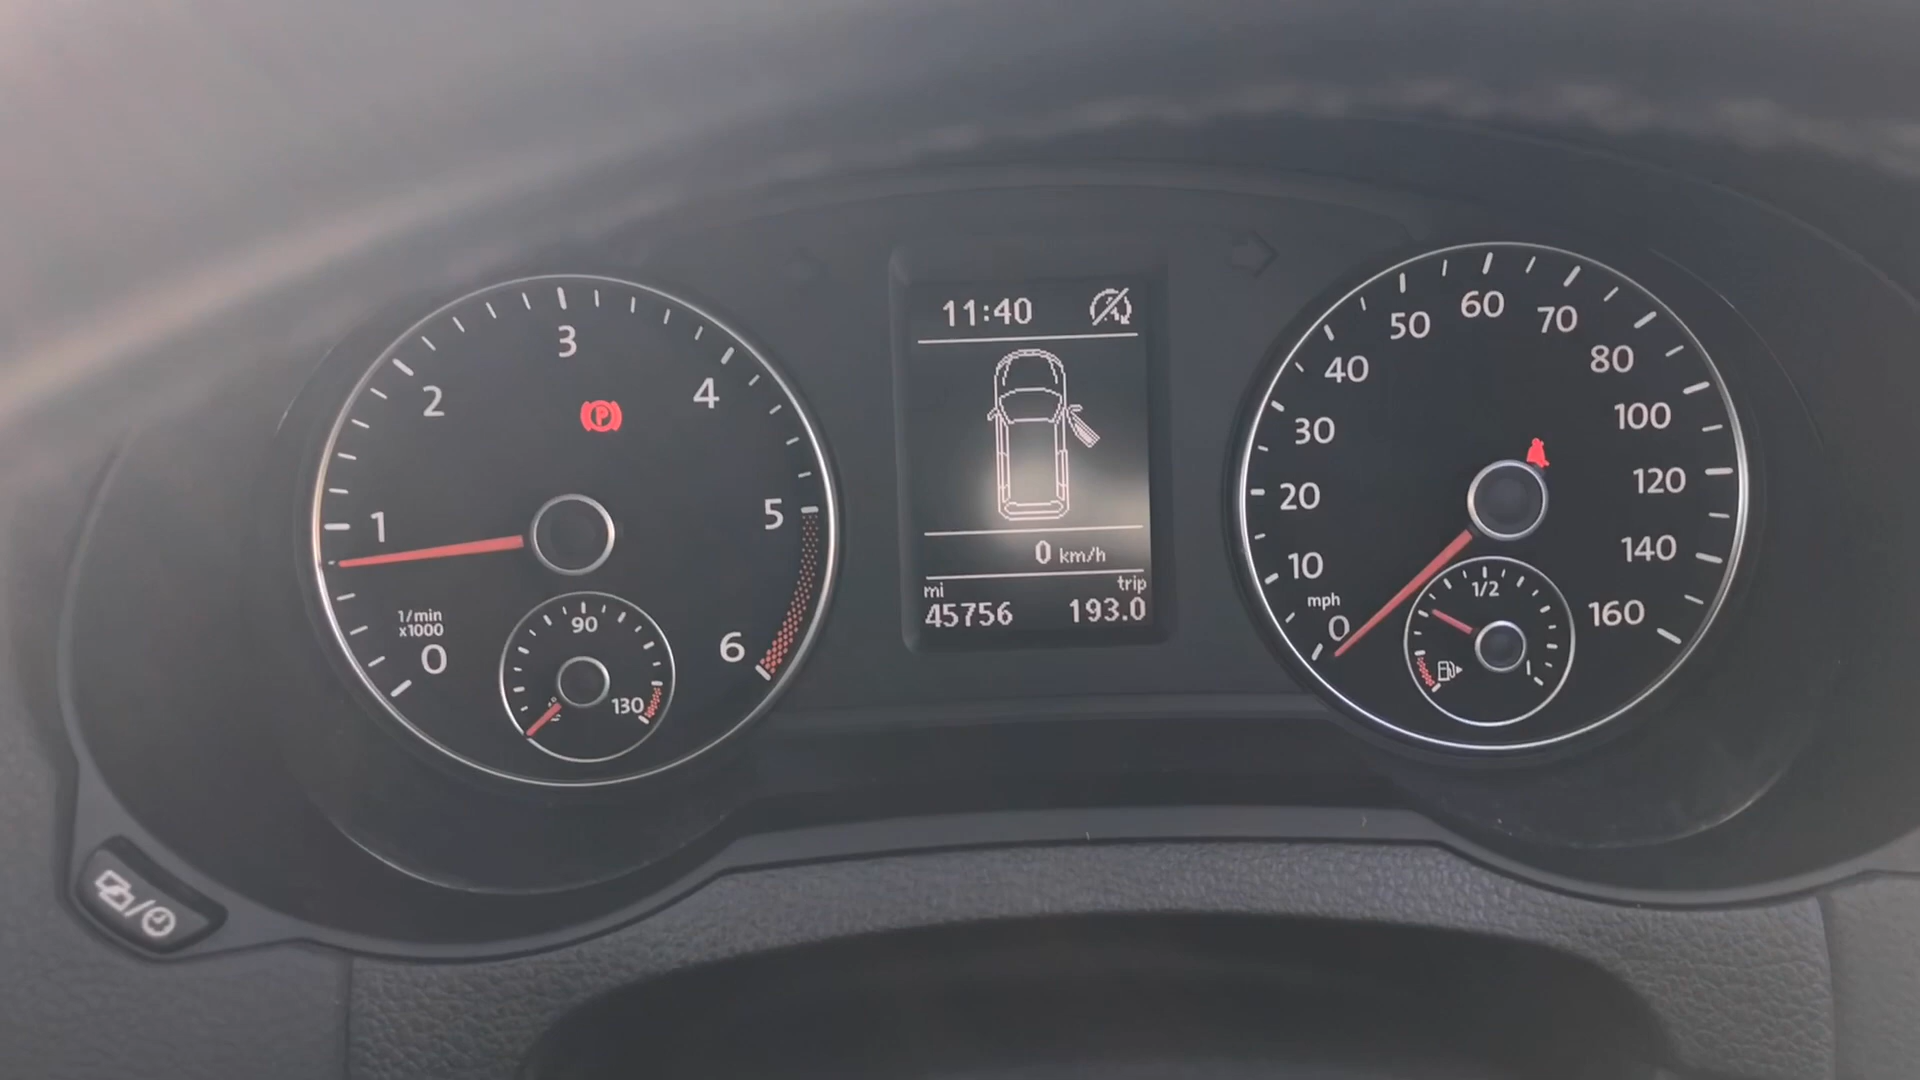 11:40
0 km/h
mi trip
45756 193.0
0 1 2 3 4 5 6
1/min
x1000
90
130
0 10 20 30 40 50 60 70 80 100 120 140 160
mph
1/2
1
P